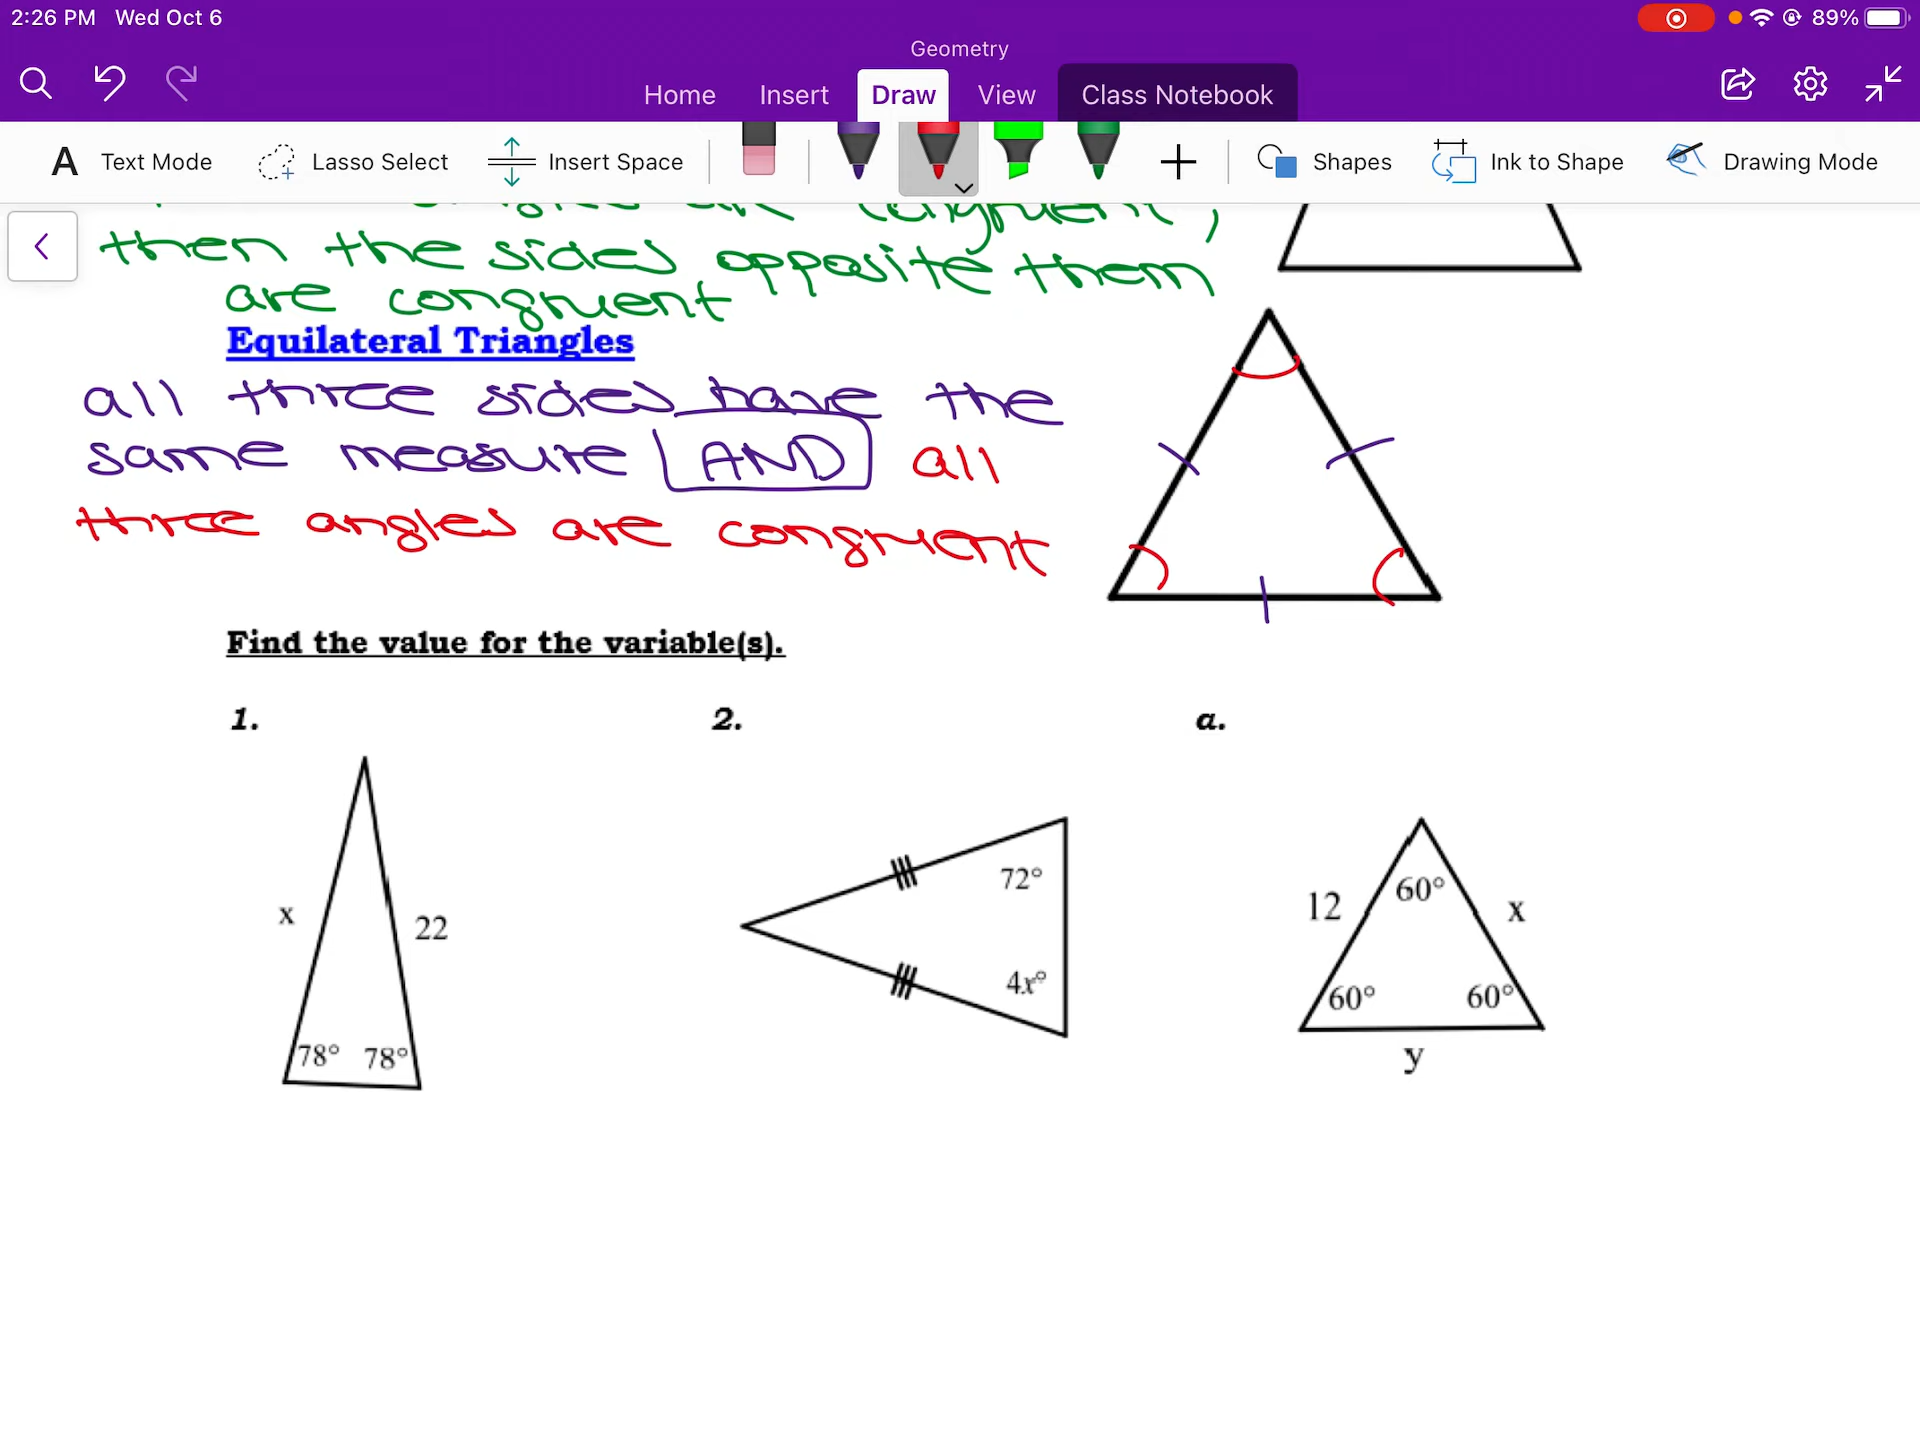 2:26 PM Wed Oct 6
89%
Geometry
Home Insert Draw View Class Notebook
A Text Mode Lasso Select Insert Space Shapes Ink to Shape Drawing Mode
congruent,
then the sides opposite them
are congruent
Equilateral Triangles
all three sides have the
same measure AND all
three angles are congruent
Find the value for the variable(s).
1. 2. a.
x 22
78° 78°
72°
4x°
12 60° x
60° 60°
y